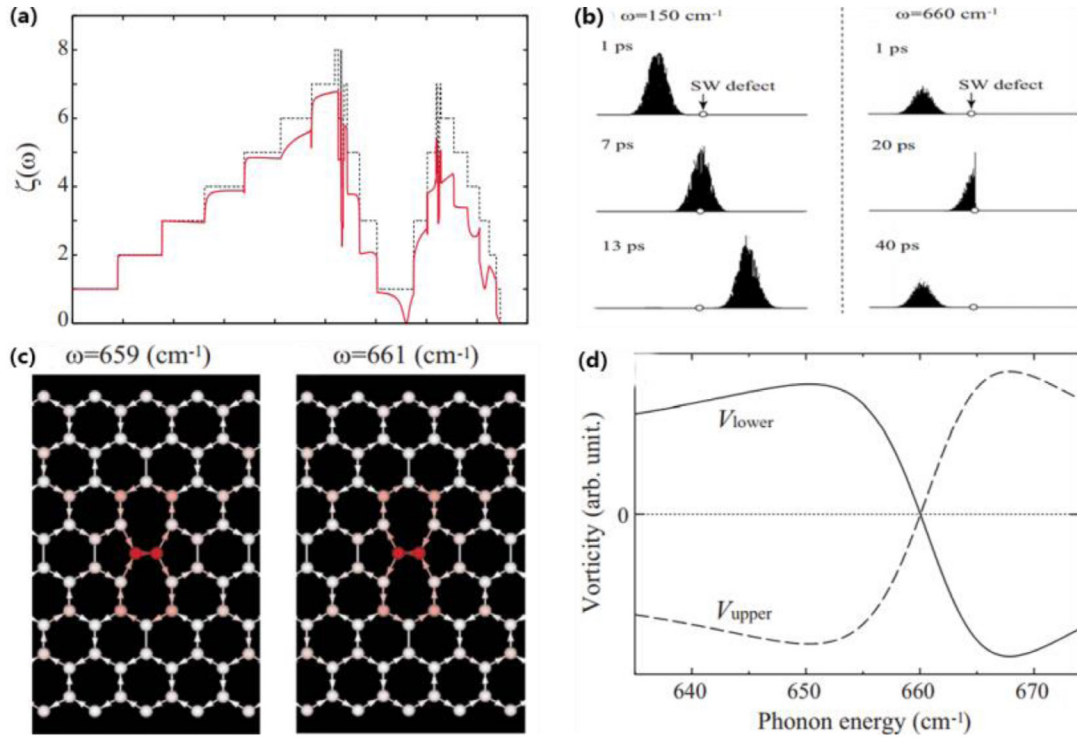 (a)
8
6
4
2
0
ζ(ω)
(b)
ω=150 cm⁻¹
ω=660 cm⁻¹
1 ps
SW defect
7 ps
13 ps
1 ps
SW defect
20 ps
40 ps
(c)
ω=659 (cm⁻¹)
ω=661 (cm⁻¹)
(d)
Vorticity (arb. unit.)
0
Vlower
Vupper
640
650
660
670
Phonon energy (cm⁻¹)